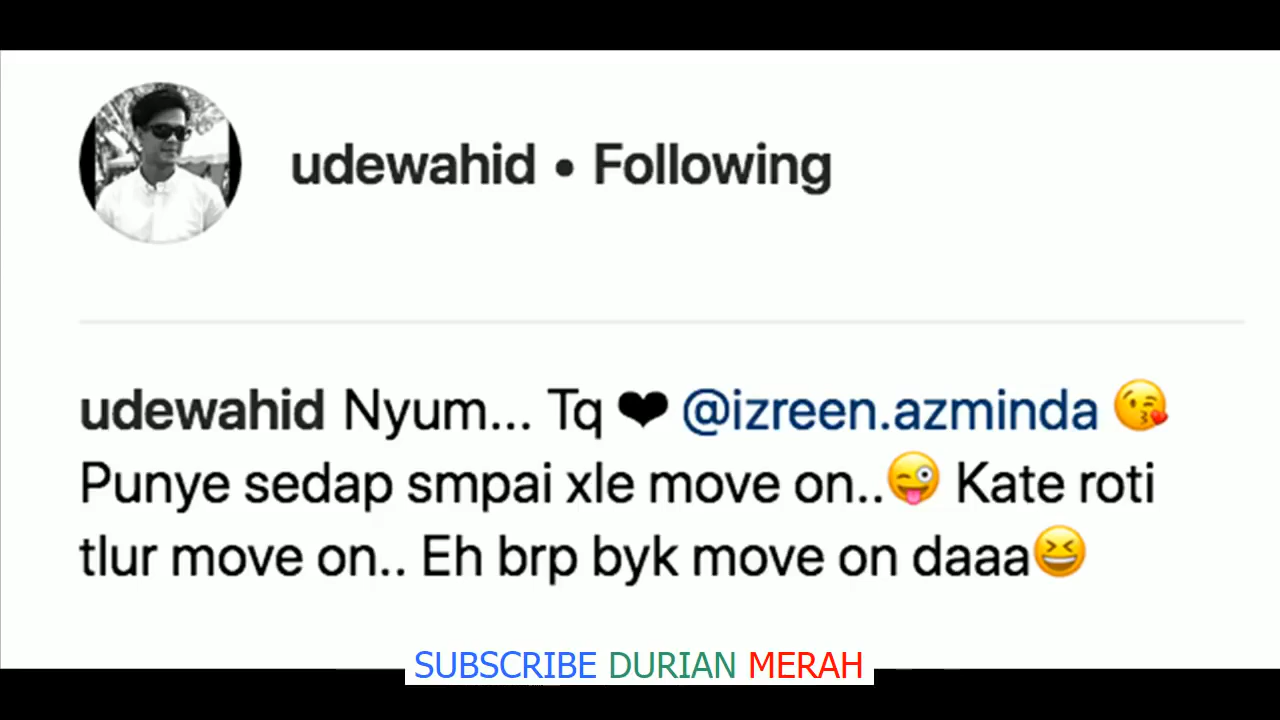 udewahid • Following
udewahid Nyum... Tq ❤ @izreen.azminda 😘
Punye sedap smpai xle move on..😜 Kate roti
tlur move on.. Eh brp byk move on daaa😆
SUBSCRIBE DURIAN MERAH